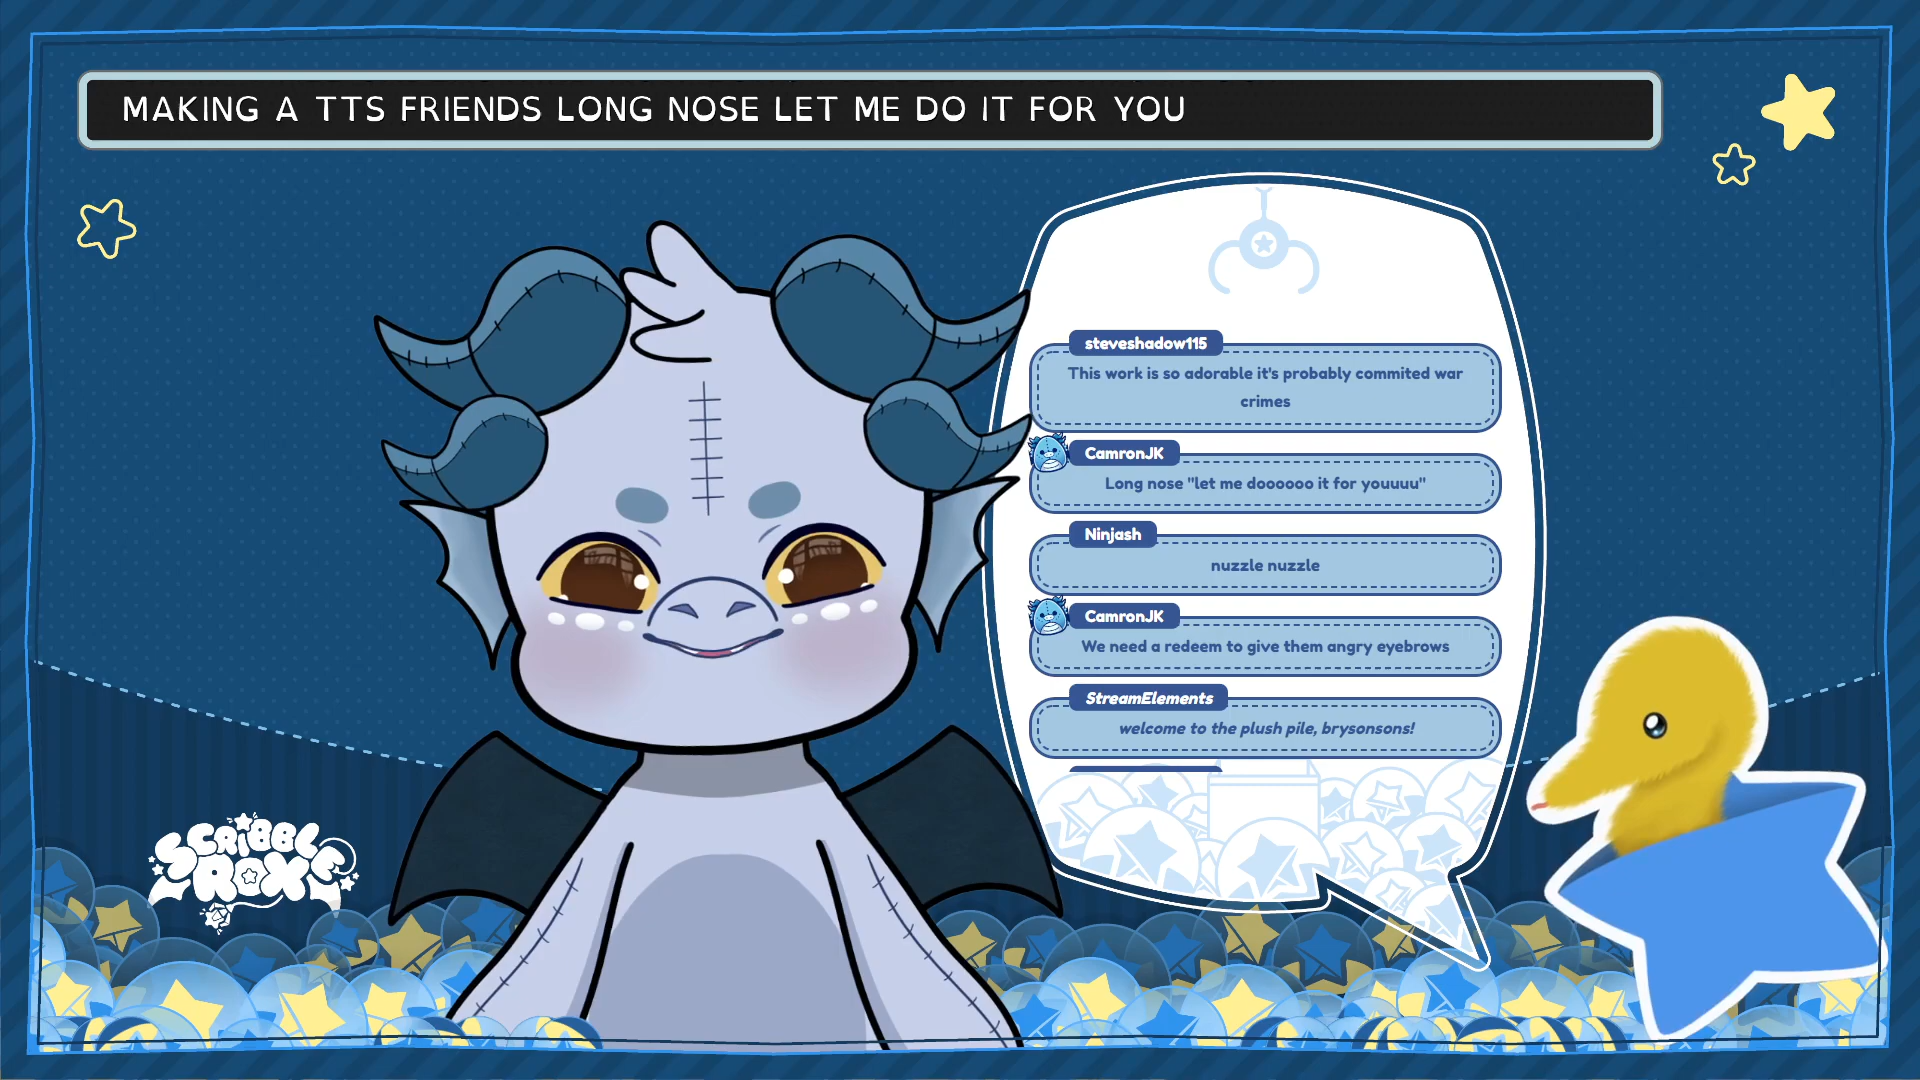 MAKING A TTS FRIENDS LONG NOSE LET ME DO IT FOR YOU
steveshadow115
This work is so adorable it's probably commited war
crimes
CamronJK
Long nose "let me doooooo it for youuuu"
Ninjash
nuzzle nuzzle
CamronJK
We need a redeem to give them angry eyebrows
StreamElements
welcome to the plush pile, brysonsons!
SCRIBBLE
ROX